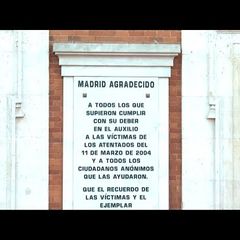 MADRID AGRADECIDO
A TODOS LOS QUE
SUPIERON CUMPLIR
CON SU DEBER
EN EL AUXILIO
A LAS VÍCTIMAS DE
LOS ATENTADOS DEL
11 DE MARZO DE 2004
Y A TODOS LOS
CIUDADANOS ANÓNIMOS
QUE LAS AYUDARON.
QUE EL RECUERDO DE
LAS VÍCTIMAS Y EL
EJEMPLAR